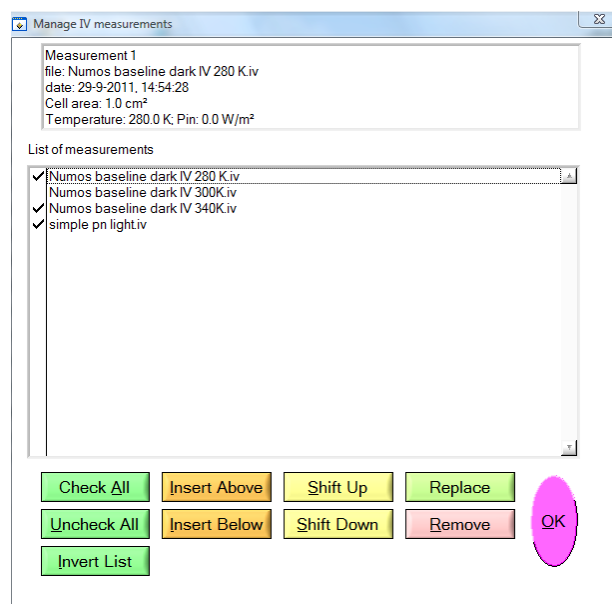 Manage IV measurements
Measurement 1
file: Numos baseline dark IV 280 K.iv
date: 29-9-2011, 14:54:28
Cell area: 1.0 cm²
Temperature: 280.0 K; Pin: 0.0 W/m²
List of measurements
Numos baseline dark IV 280 K.iv
Numos baseline dark IV 300K.iv
Numos baseline dark IV 340K.iv
simple pn light.iv
Check All Insert Above Shift Up Replace
Uncheck All Insert Below Shift Down Remove OK
Invert List